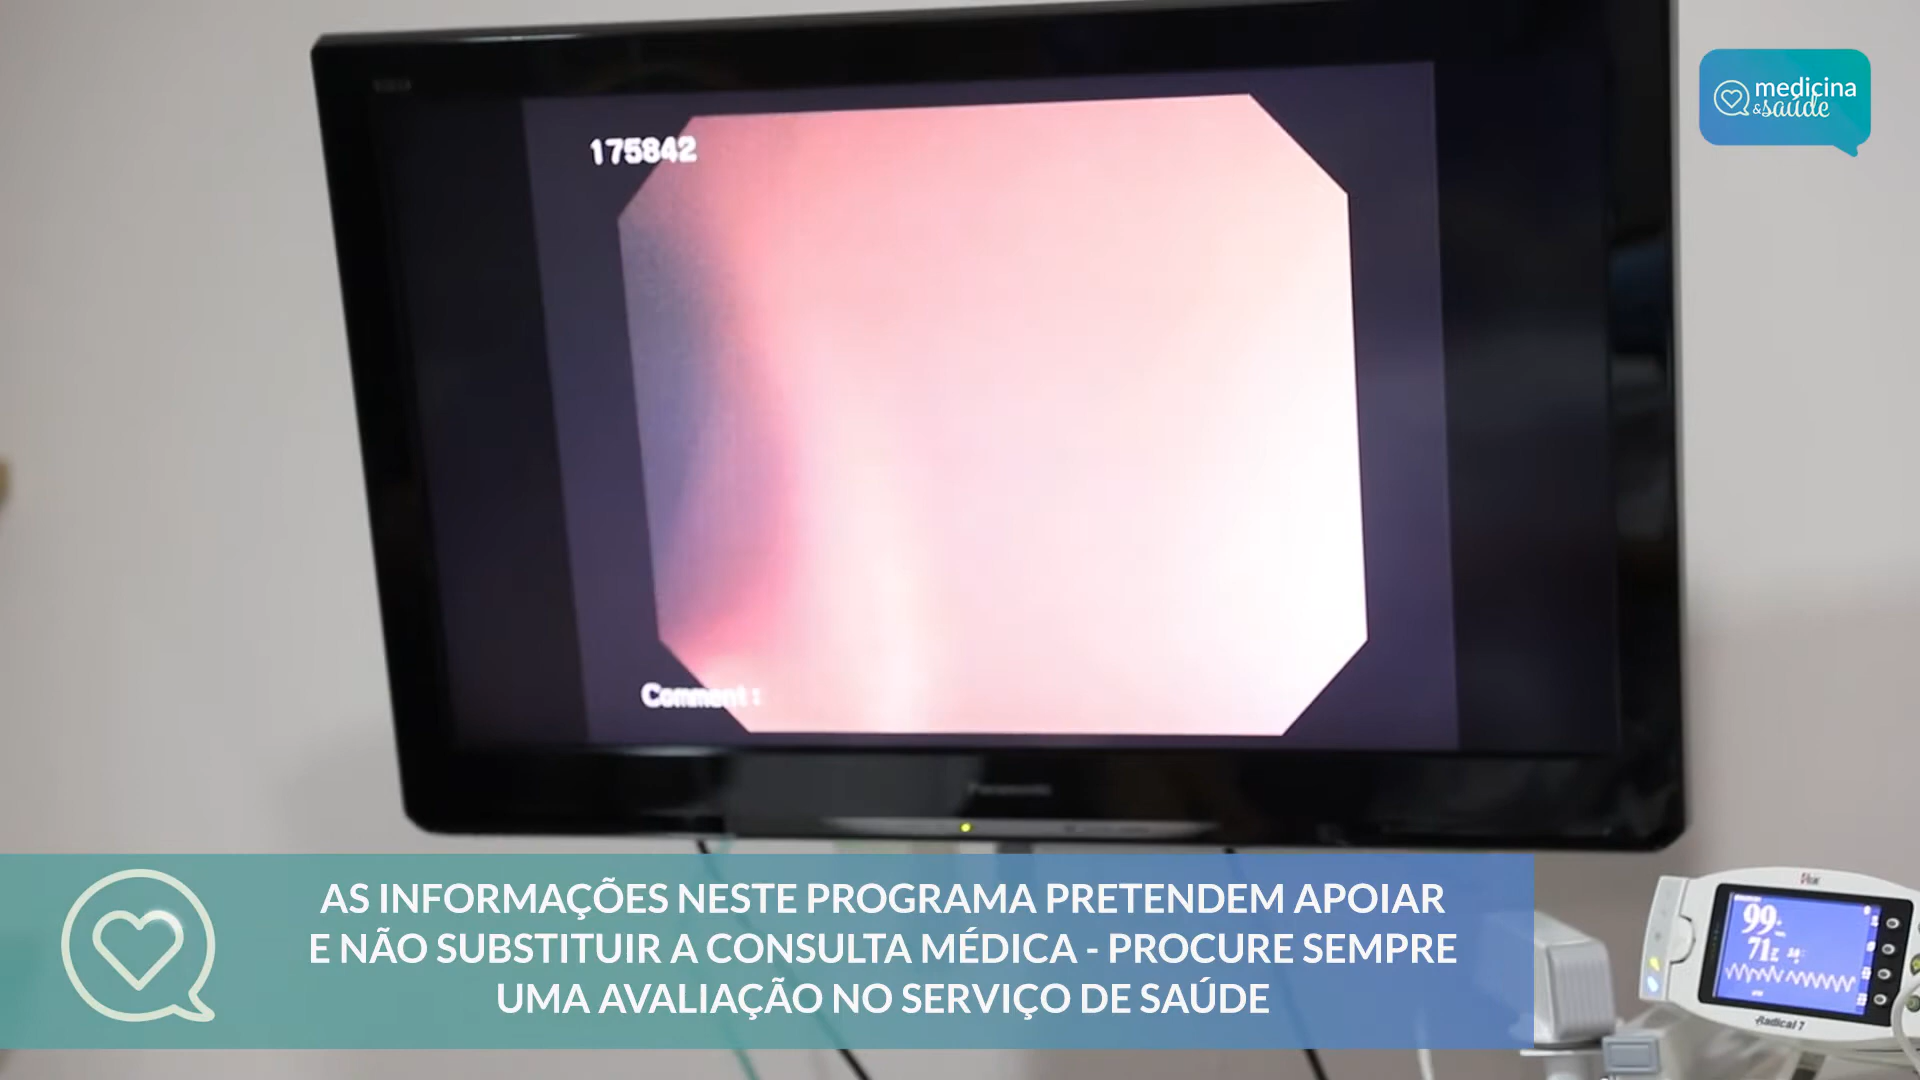 medicina
&saúde
175842
Comment:
Panasonic
AS INFORMAÇÕES NESTE PROGRAMA PRETENDEM APOIAR
E NÃO SUBSTITUIR A CONSULTA MÉDICA - PROCURE SEMPRE
UMA AVALIAÇÃO NO SERVIÇO DE SAÚDE
99
71
Radical 7